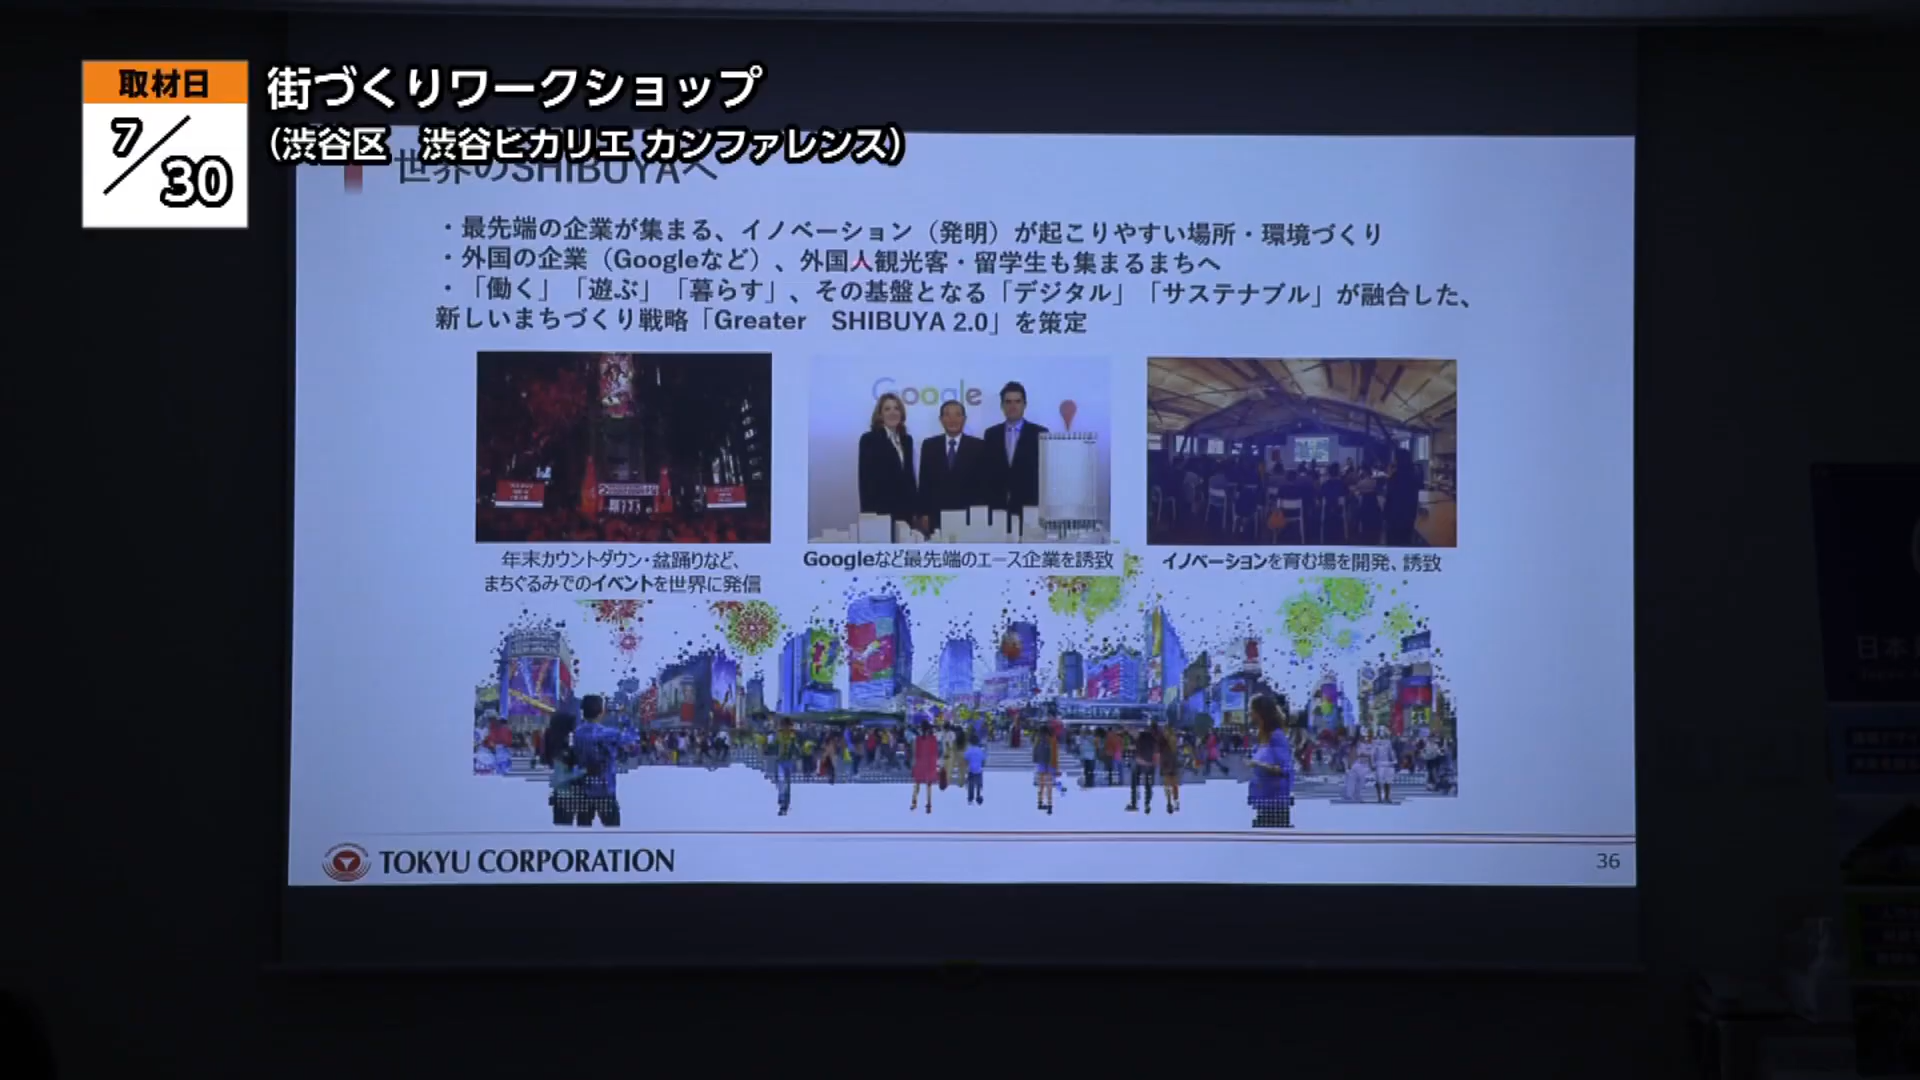 取材日
7/30
街づくりワークショップ
（渋谷区　渋谷ヒカリエ カンファレンス）
世界のSHIBUYAへ
・最先端の企業が集まる、イノベーション（発明）が起こりやすい場所・環境づくり
・外国の企業（Googleなど）、外国人観光客・留学生も集まるまちへ
・「働く」「遊ぶ」「暮らす」、その基盤となる「デジタル」「サステナブル」が融合した、
新しいまちづくり戦略「Greater　SHIBUYA 2.0」を策定
Google
年末カウントダウン・盆踊りなど、
まちぐるみでのイベントを世界に発信
Googleなど最先端のエース企業を誘致
イノベーションを育む場を開発、誘致
SHIBUYA
TOKYU CORPORATION
36
日本